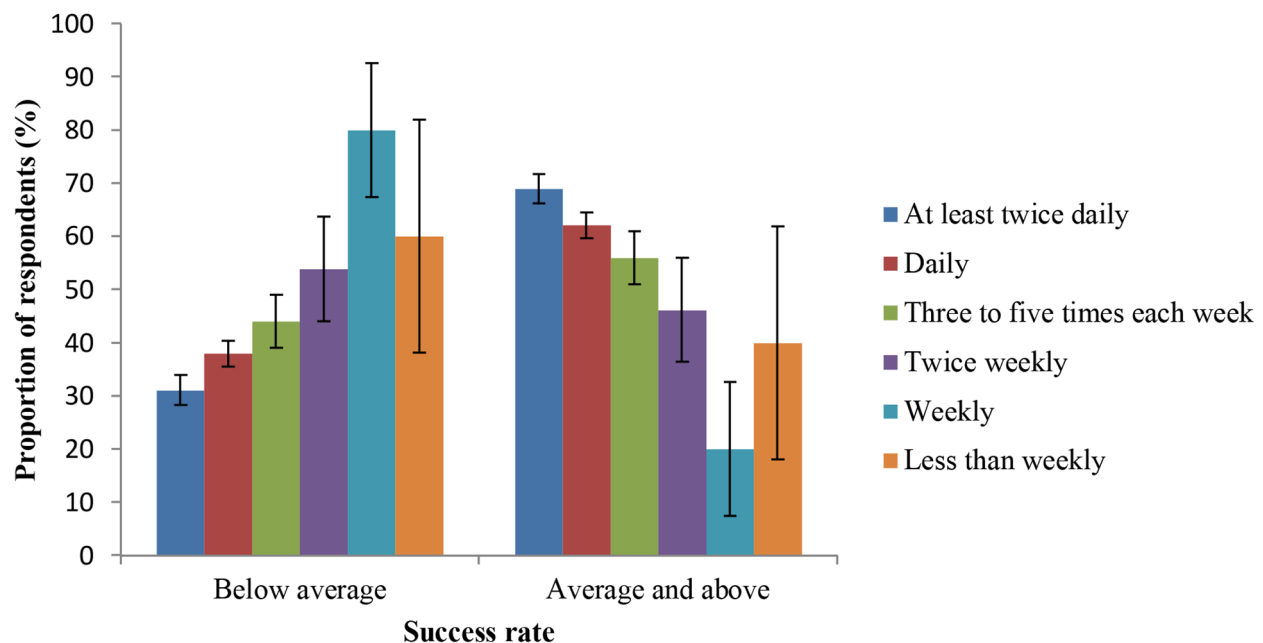 Proportion of respondents (%)
100
90
80
70
60
50
40
30
20
10
0
Below average
Average and above
Success rate
At least twice daily
Daily
Three to five times each week
Twice weekly
Weekly
Less than weekly